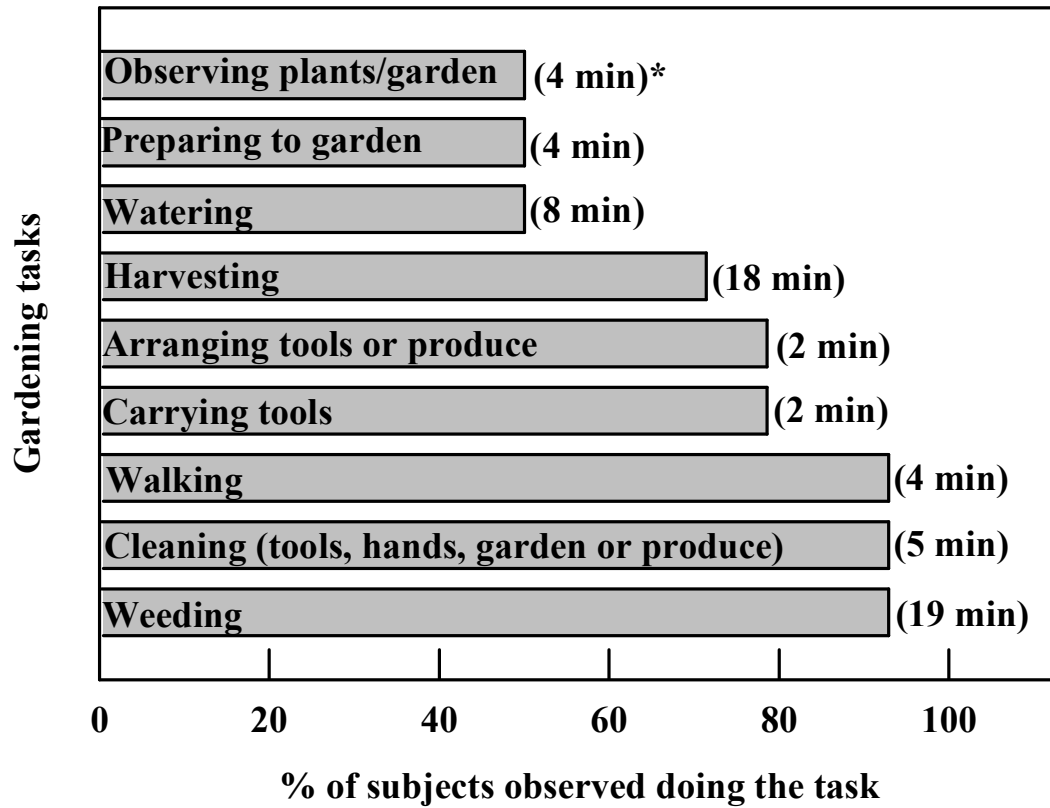 Gardening tasks
Observing plants/garden (4 min)*
Preparing to garden (4 min)
Watering (8 min)
Harvesting (18 min)
Arranging tools or produce (2 min)
Carrying tools (2 min)
Walking (4 min)
Cleaning (tools, hands, garden or produce) (5 min)
Weeding (19 min)
0 20 40 60 80 100
% of subjects observed doing the task